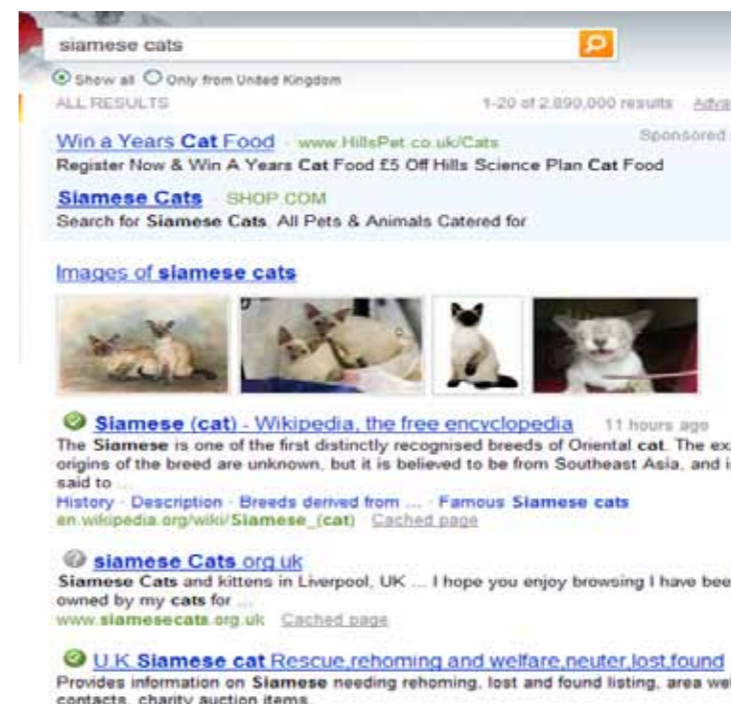 siamese cats
Show all Only from United Kingdom
ALL RESULTS 1-20 of 2,890,000 results
Win a Years Cat Food · www.HillsPet.co.uk/Cats Sponsored
Register Now & Win A Years Cat Food £5 Off Hills Science Plan Cat Food
Siamese Cats · SHOP.COM
Search for Siamese Cats. All Pets & Animals Catered for
Images of siamese cats
Siamese (cat) - Wikipedia, the free encyclopedia 11 hours ago
The Siamese is one of the first distinctly recognised breeds of Oriental cat. The
origins of the breed are unknown, but it is believed to be from Southeast Asia, and
said to ...
History · Description · Breeds derived from ... · Famous Siamese cats
en.wikipedia.org/wiki/Siamese_(cat) Cached page
siamese Cats org.uk
Siamese Cats and kittens in Liverpool, UK ... I hope you enjoy browsing I have
owned by my cats for ...
www.siamesecats.org.uk Cached page
U.K.Siamese cat Rescue,rehoming and welfare,neuter,lost,found
Provides information on Siamese needing rehoming, lost and found listing, area
contacts, charity auction items.